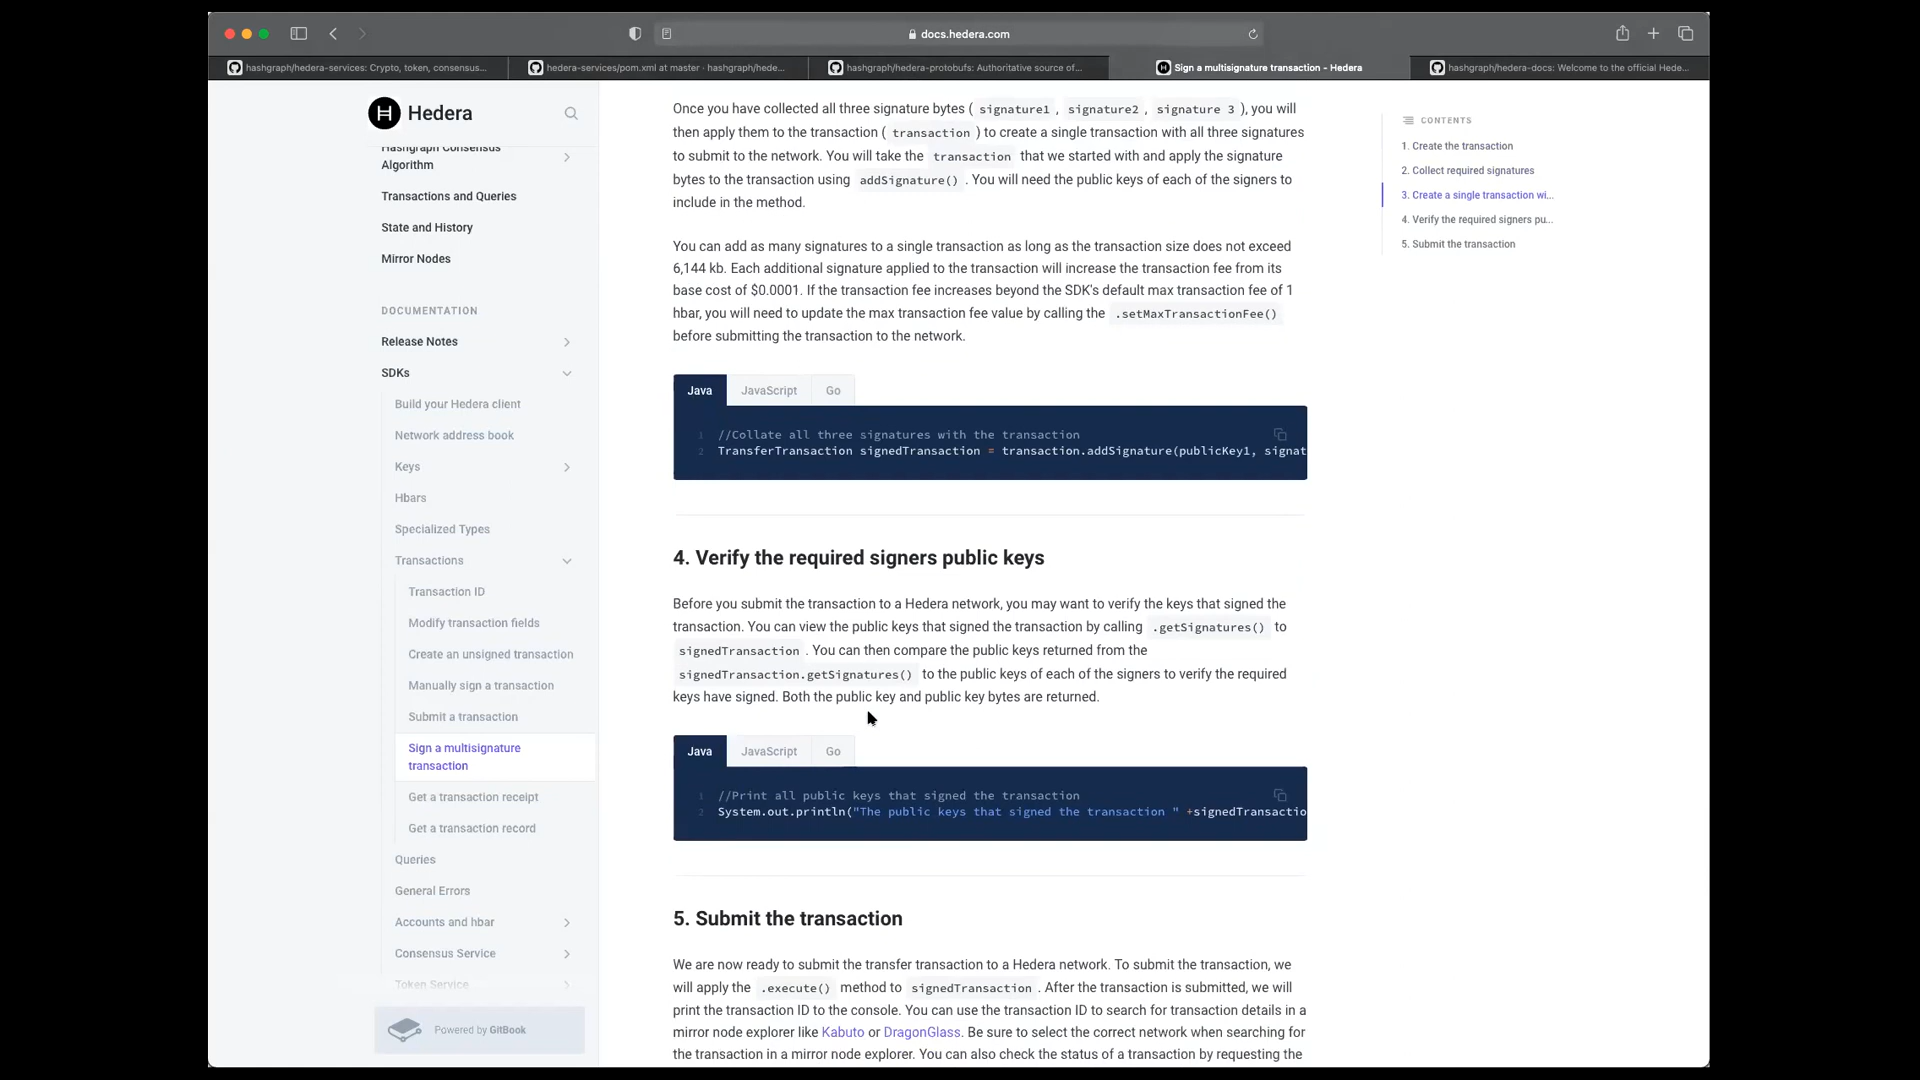 docs.hedera.com
hashgraph/hedera-services: Crypto, token, consensus...
hedera-services/pom.xml at master · hashgraph/hede...
hashgraph/hedera-protobufs: Authoritative source of...
Sign a multisignature transaction - Hedera
hashgraph/hedera-docs: Welcome to the official Hede...
Hedera
Hashgraph Consensus
Algorithm
Transactions and Queries
State and History
Mirror Nodes
DOCUMENTATION
Release Notes
SDKs
Build your Hedera client
Network address book
Keys
Hbars
Specialized Types
Transactions
Transaction ID
Modify transaction fields
Create an unsigned transaction
Manually sign a transaction
Submit a transaction
Sign a multisignature
transaction
Get a transaction receipt
Get a transaction record
Queries
General Errors
Accounts and hbar
Consensus Service
Token Service
Powered by GitBook
Once you have collected all three signature bytes ( signature1 , signature2 , signature 3 ), you will
then apply them to the transaction ( transaction ) to create a single transaction with all three signatures
to submit to the network. You will take the transaction that we started with and apply the signature
bytes to the transaction using addSignature() . You will need the public keys of each of the signers to
include in the method.
You can add as many signatures to a single transaction as long as the transaction size does not exceed
6,144 kb. Each additional signature applied to the transaction will increase the transaction fee from its
base cost of $0.0001. If the transaction fee increases beyond the SDK's default max transaction fee of 1
hbar, you will need to update the max transaction fee value by calling the .setMaxTransactionFee()
before submitting the transaction to the network.
Java JavaScript Go
1 //Collate all three signatures with the transaction
2 TransferTransaction signedTransaction = transaction.addSignature(publicKey1, signat
4. Verify the required signers public keys
Before you submit the transaction to a Hedera network, you may want to verify the keys that signed the
transaction. You can view the public keys that signed the transaction by calling .getSignatures() to
signedTransaction . You can then compare the public keys returned from the
signedTransaction.getSignatures() to the public keys of each of the signers to verify the required
keys have signed. Both the public key and public key bytes are returned.
Java JavaScript Go
1 //Print all public keys that signed the transaction
2 System.out.println("The public keys that signed the transaction " +signedTransactio
5. Submit the transaction
We are now ready to submit the transfer transaction to a Hedera network. To submit the transaction, we
will apply the .execute() method to signedTransaction . After the transaction is submitted, we will
print the transaction ID to the console. You can use the transaction ID to search for transaction details in a
mirror node explorer like Kabuto or DragonGlass. Be sure to select the correct network when searching for
the transaction in a mirror node explorer. You can also check the status of a transaction by requesting the
CONTENTS
1. Create the transaction
2. Collect required signatures
3. Create a single transaction wi...
4. Verify the required signers pu...
5. Submit the transaction